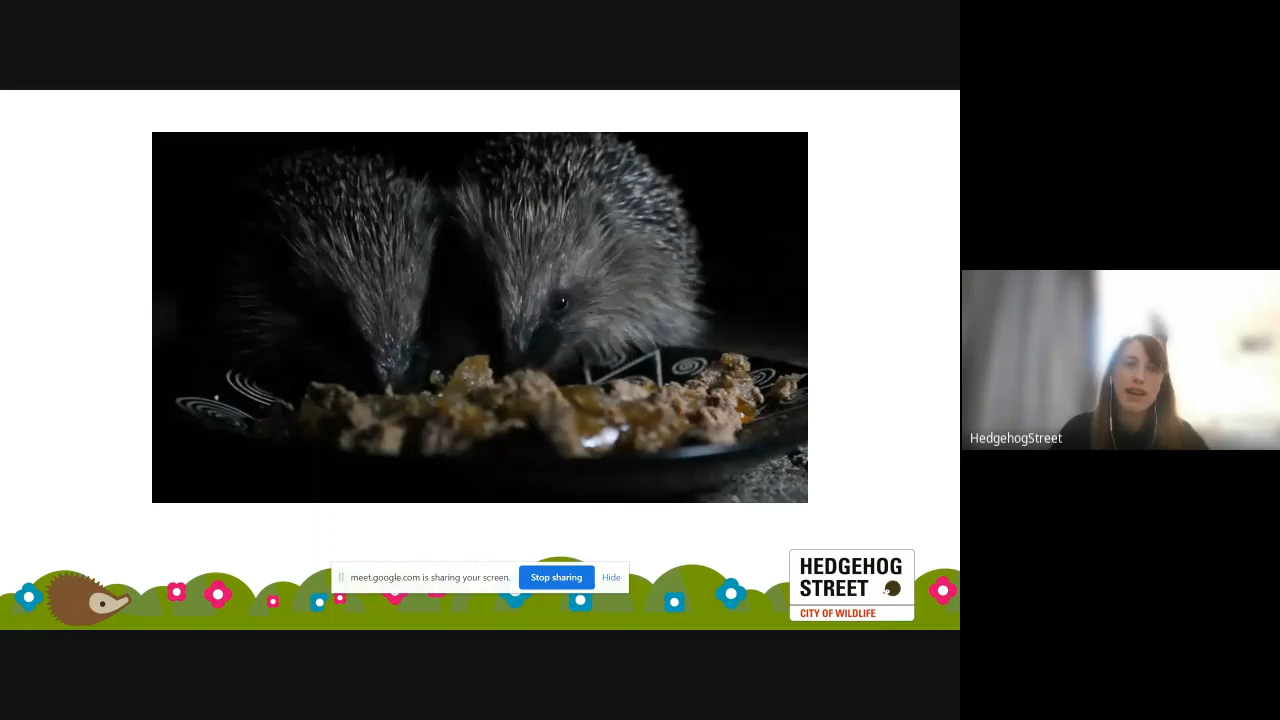 HedgehogStreet
meet.google.com is sharing your screen.
Stop sharing
Hide
HEDGEHOG
STREET
CITY OF WILDLIFE